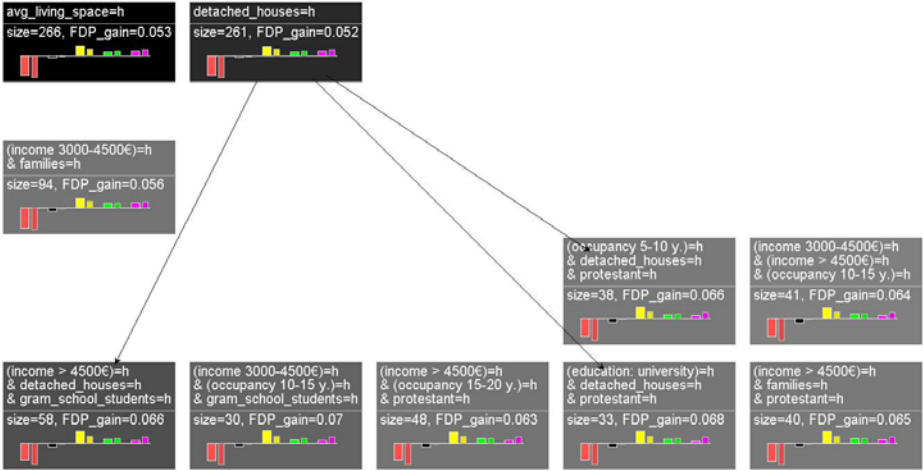 avg_living_space=h
size=266, FDP_gain=0.053
detached_houses=h
size=261, FDP_gain=0.052
(income 3000-4500€)=h
& families=h
size=94, FDP_gain=0.056
(occupancy 5-10 y.)=h
& detached_houses=h
& protestant=h
size=38, FDP_gain=0.066
(income 3000-4500€)=h
& (income > 4500€)=h
& (occupancy 10-15 y.)=h
size=41, FDP_gain=0.064
(income > 4500€)=h
& detached_houses=h
& gram_school_students=h
size=58, FDP_gain=0.066
(income 3000-4500€)=h
& (occupancy 10-15 y.)=h
& gram_school_students=h
size=30, FDP_gain=0.07
(income > 4500€)=h
& (occupancy 15-20 y.)=h
& protestant=h
size=48, FDP_gain=0.063
(education: university)=h
& detached_houses=h
& protestant=h
size=33, FDP_gain=0.068
(income > 4500€)=h
& families=h
& protestant=h
size=40, FDP_gain=0.065